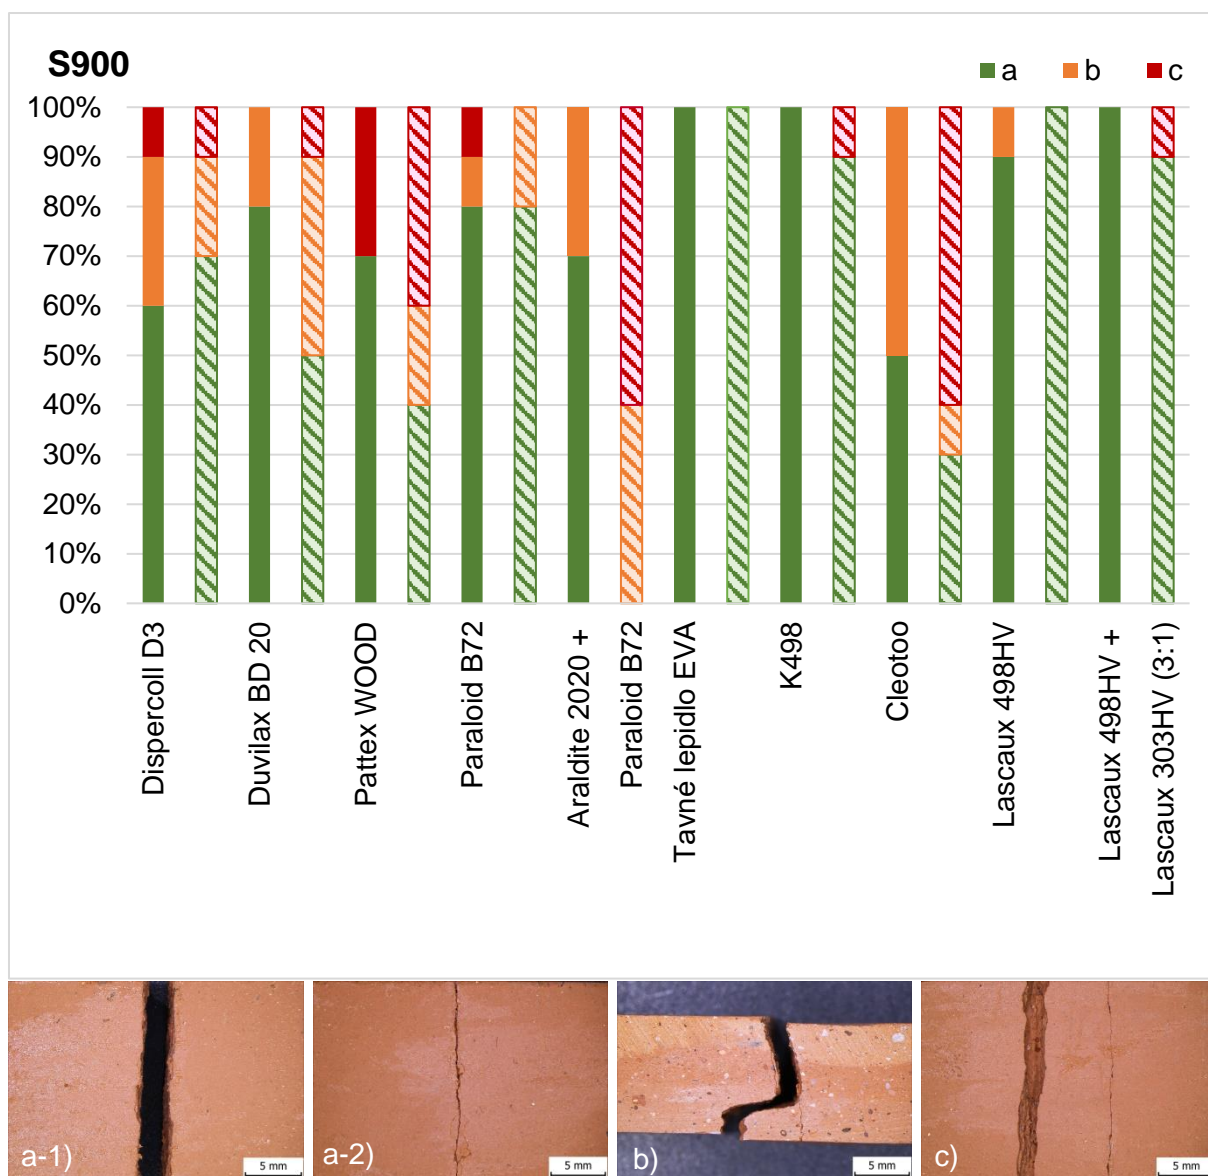 S900
a b c
100%
90%
80%
70%
60%
50%
40%
30%
20%
10%
0%
Dispercoll D3
Duvilax BD 20
Pattex WOOD
Paraloid B72
Araldite 2020 +
Paraloid B72
Tavné lepidlo EVA
K498
Cleotoo
Lascaux 498HV
Lascaux 498HV +
Lascaux 303HV (3:1)
a-1) 5 mm
a-2) 5 mm
b) 5 mm
c) 5 mm